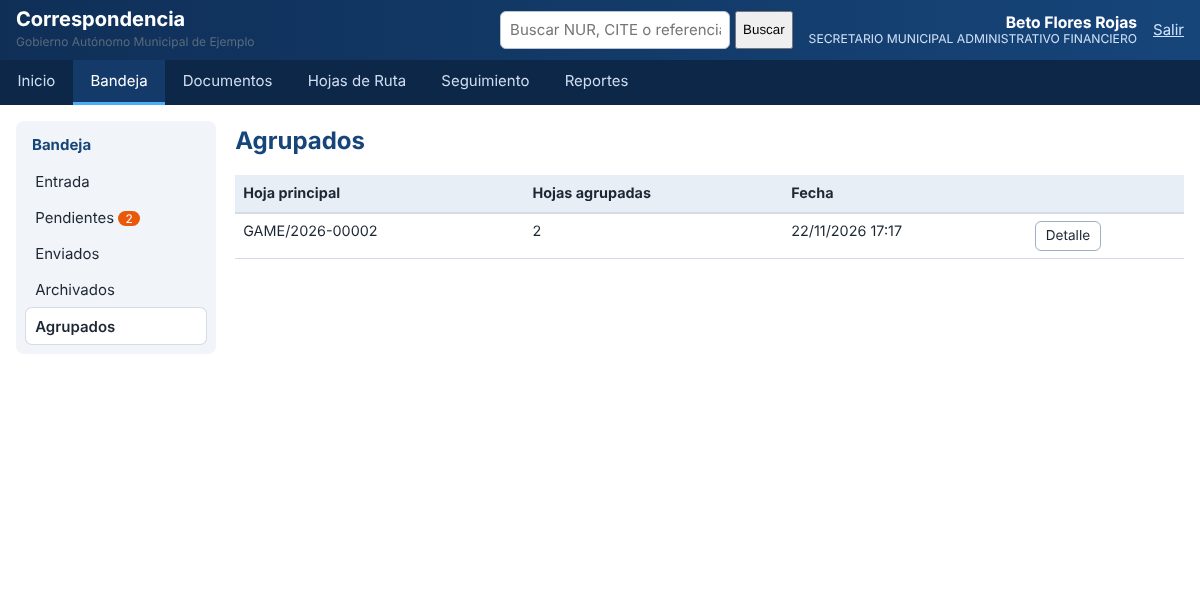 Correspondencia
Gobierno Autónomo Municipal de Ejemplo
Buscar NUR, CITE o referencia
Buscar
Beto Flores Rojas
SECRETARIO MUNICIPAL ADMINISTRATIVO FINANCIERO
Salir
Inicio Bandeja Documentos Hojas de Ruta Seguimiento Reportes
Bandeja
Entrada
Pendientes 2
Enviados
Archivados
Agrupados
Agrupados
Hoja principal Hojas agrupadas Fecha
GAME/2026-00002 2 22/11/2026 17:17 Detalle